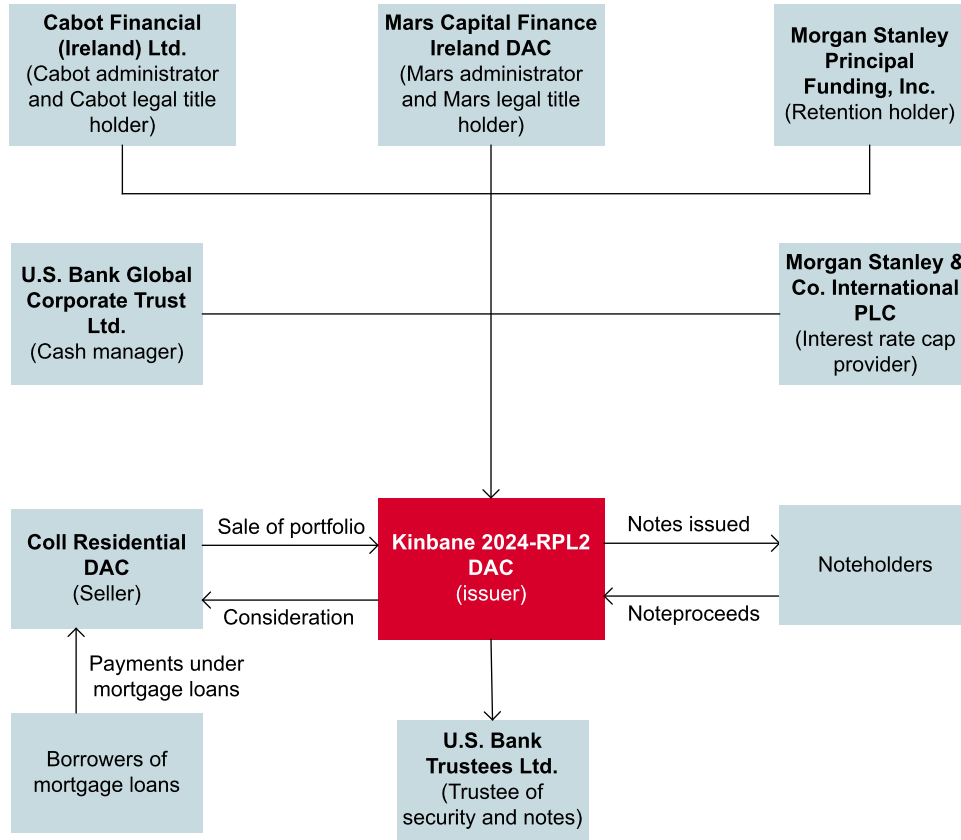 Cabot Financial
(Ireland) Ltd.
(Cabot administrator
and Cabot legal title
holder)
Mars Capital Finance
Ireland DAC
(Mars administrator
and Mars legal title
holder)
Morgan Stanley
Principal
Funding, Inc.
(Retention holder)
U.S. Bank Global
Corporate Trust
Ltd.
(Cash manager)
Morgan Stanley &
Co. International
PLC
(Interest rate cap
provider)
Coll Residential
DAC
(Seller)
Sale of portfolio
Consideration
Kinbane 2024-RPL2
DAC
(issuer)
Notes issued
Noteproceeds
Noteholders
Payments under
mortgage loans
Borrowers of
mortgage loans
U.S. Bank
Trustees Ltd.
(Trustee of
security and notes)